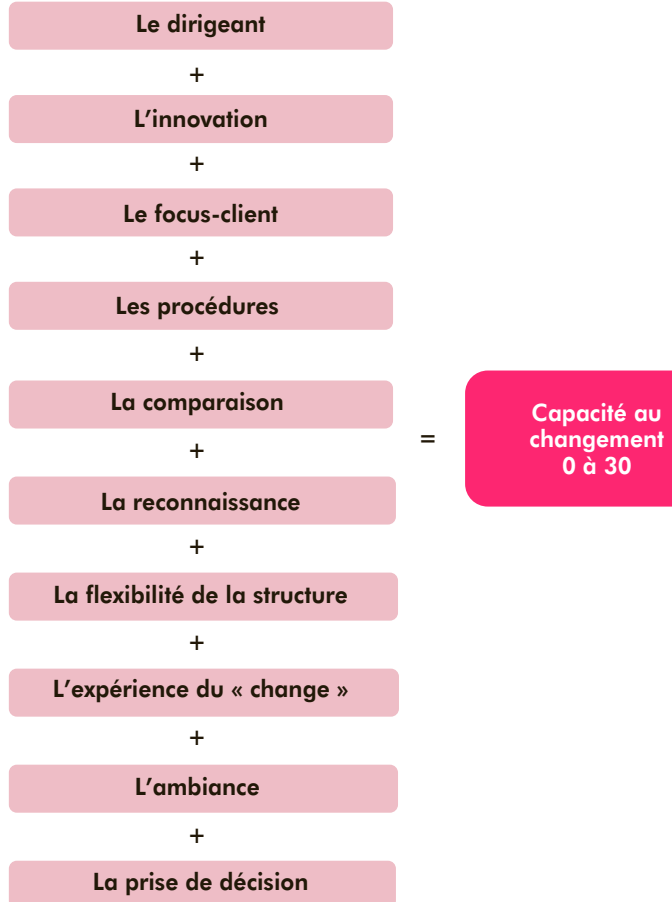 Le dirigeant
+
L’innovation
+
Le focus-client
+
Les procédures
+
La comparaison
+
La reconnaissance
+
La flexibilité de la structure
+
L’expérience du « change »
+
L’ambiance
+
La prise de décision
=
Capacité au
changement
0 à 30